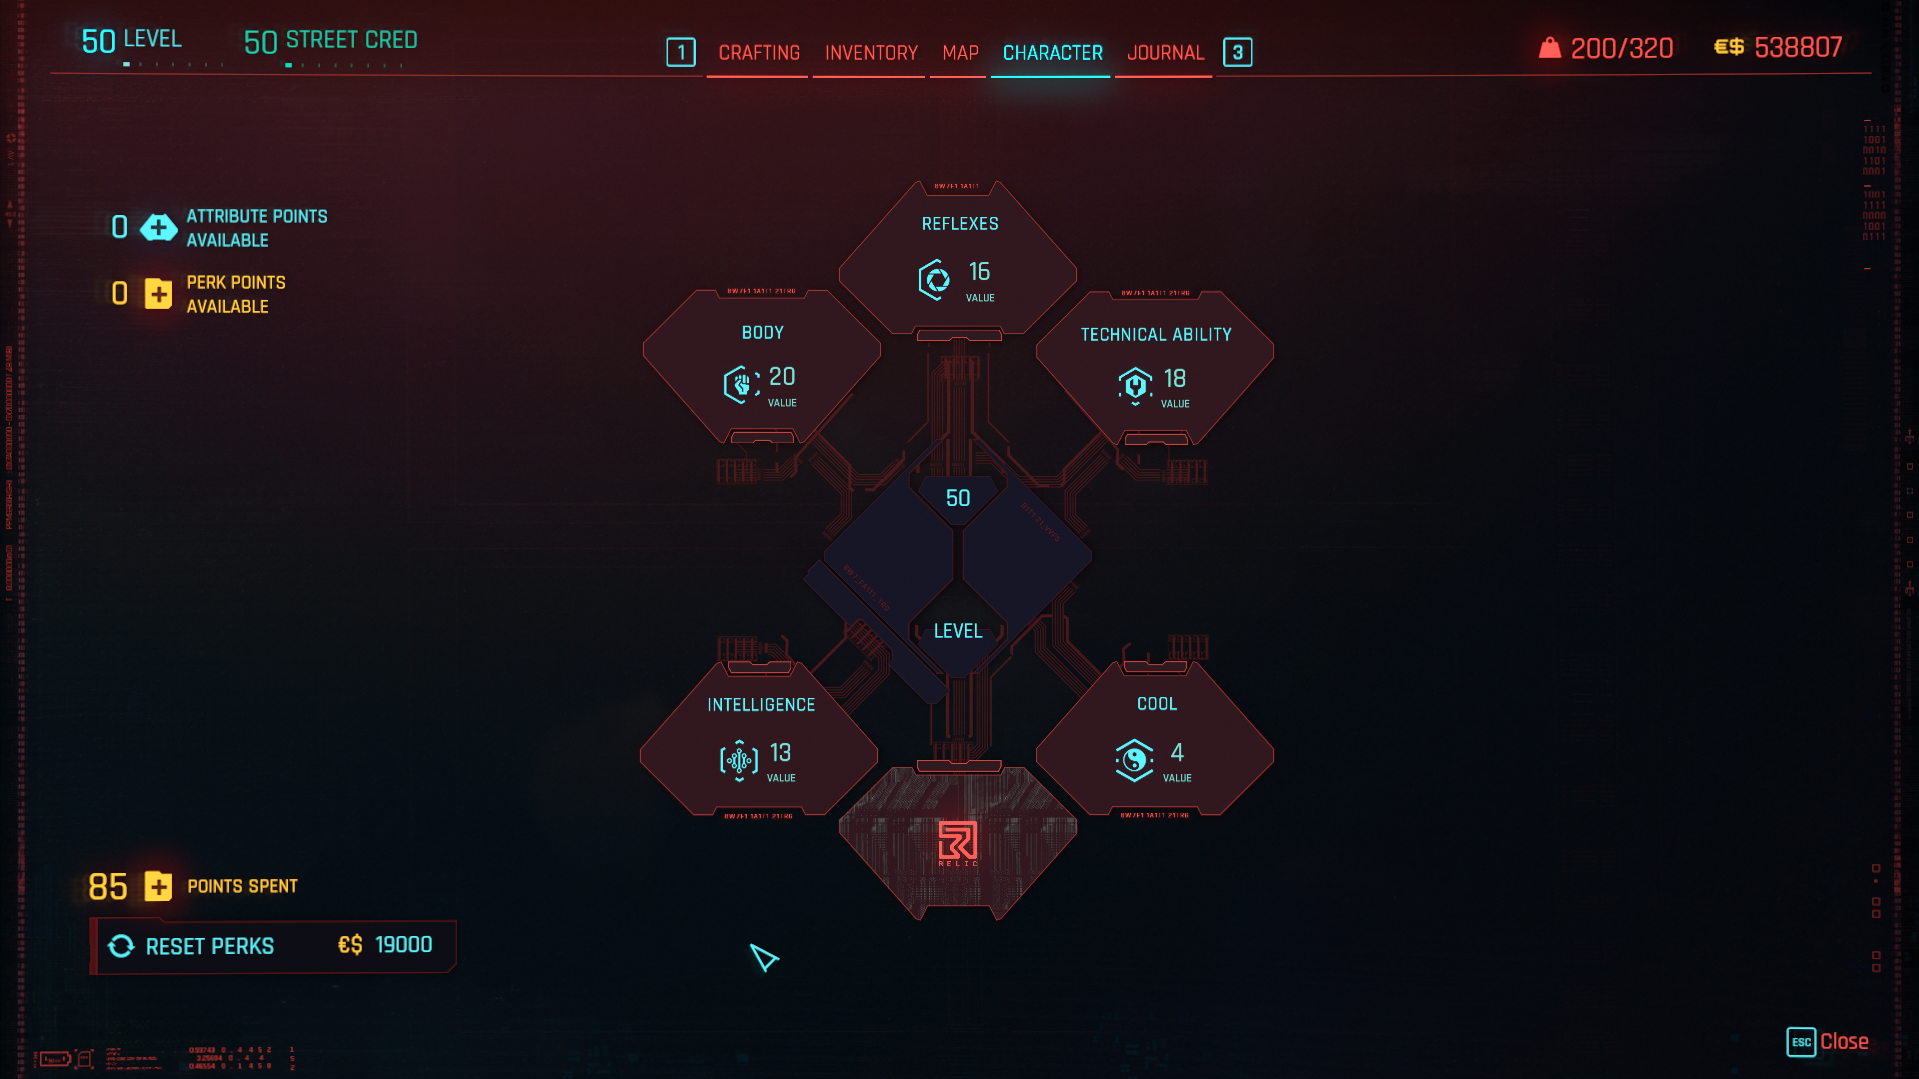 50 LEVEL
50 STREET CRED
1 CRAFTING INVENTORY MAP CHARACTER JOURNAL 3
200/320
€$ 538807
0 ATTRIBUTE POINTS
AVAILABLE
0 PERK POINTS
AVAILABLE
REFLEXES
16
VALUE
BODY
20
VALUE
TECHNICAL ABILITY
18
VALUE
50
LEVEL
INTELLIGENCE
13
VALUE
COOL
4
VALUE
RELIC
85 POINTS SPENT
RESET PERKS €$ 19000
ESC Close